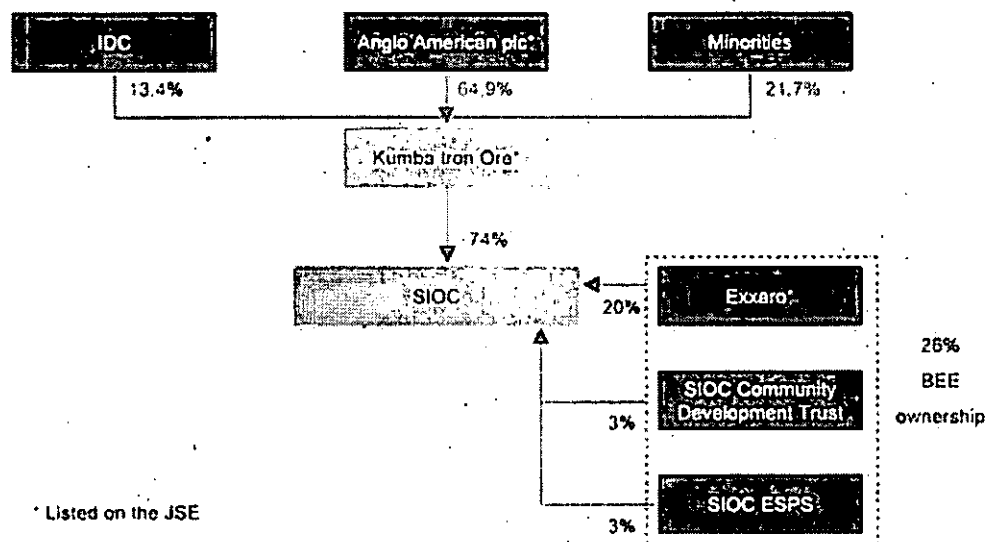 IDC
Anglo American plc*
Minorities
13,4%
64,9%
21,7%
Kumba Iron Ore*
74%
SIOC
Exxaro*
20%
26%
BEE
ownership
SIOC Community
Development Trust
3%
SIOC ESPS
3%
* Listed on the JSE